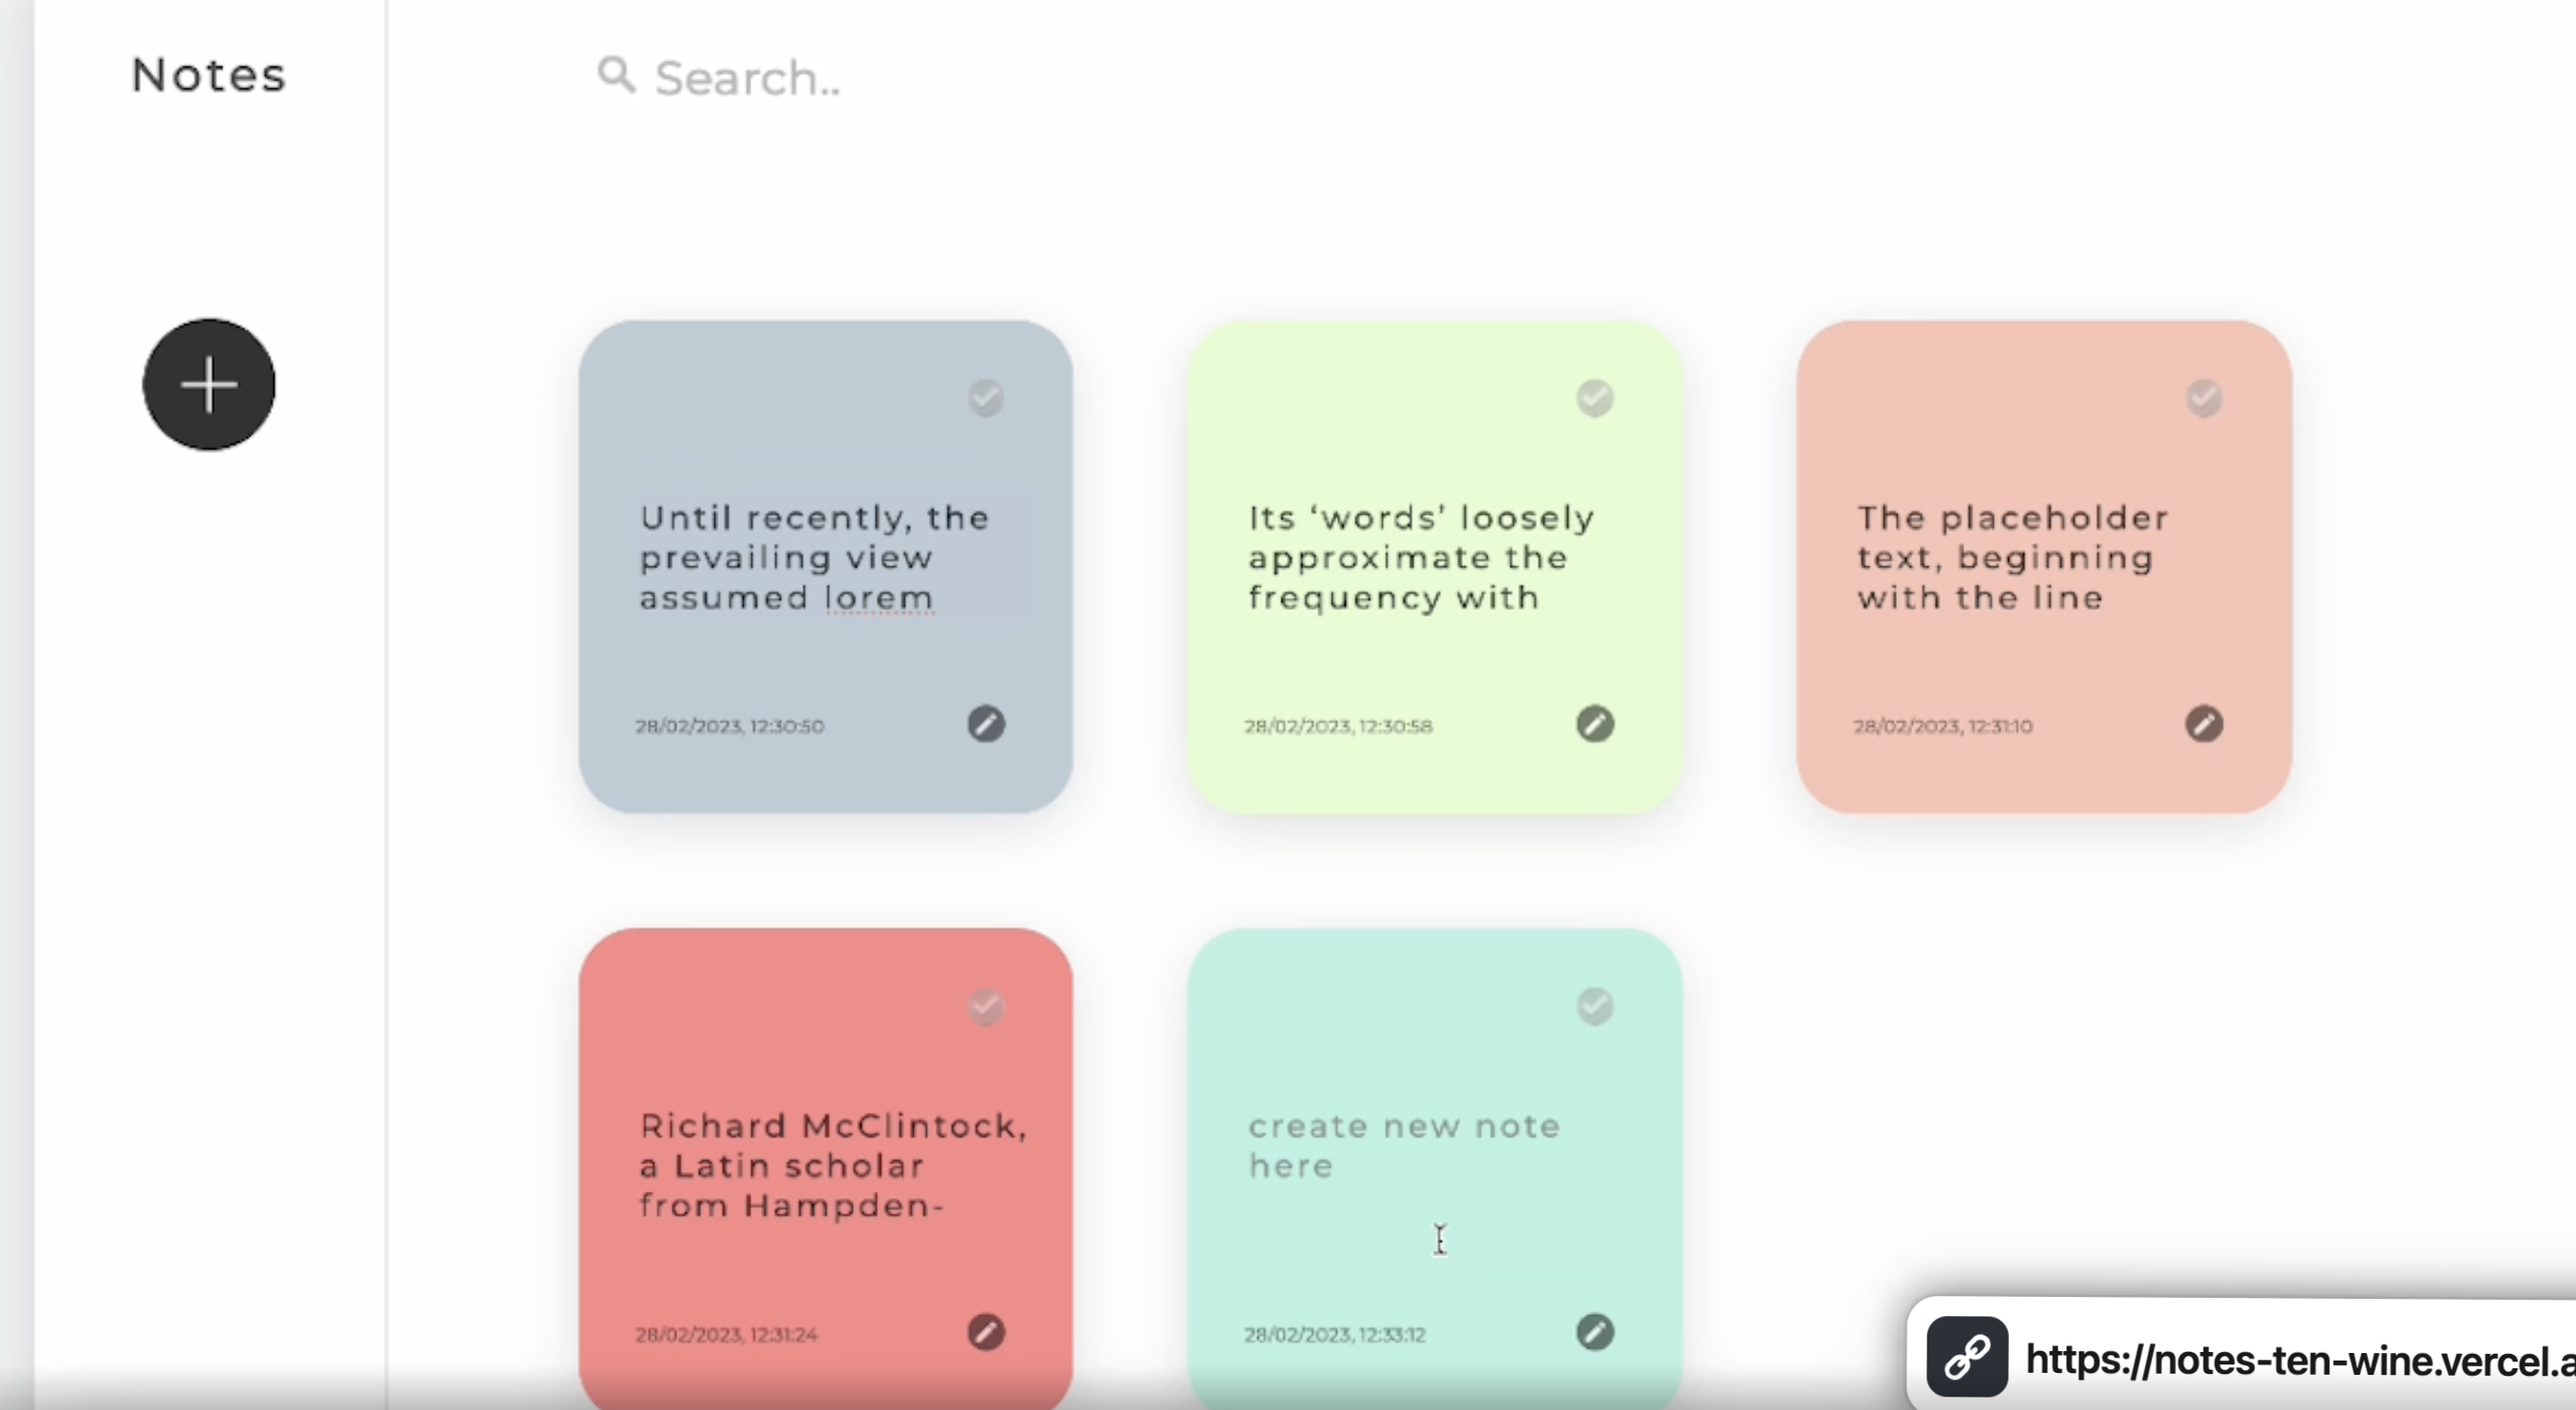 Notes
Search..
Until recently, the
prevailing view
assumed lorem
28/02/2023, 12:30:50
Its ‘words’ loosely
approximate the
frequency with
28/02/2023, 12:30:58
The placeholder
text, beginning
with the line
28/02/2023, 12:31:10
Richard McClintock,
a Latin scholar
from Hampden-
28/02/2023, 12:31:24
create new note
here
28/02/2023, 12:33:12
https://notes-ten-wine.vercel.a